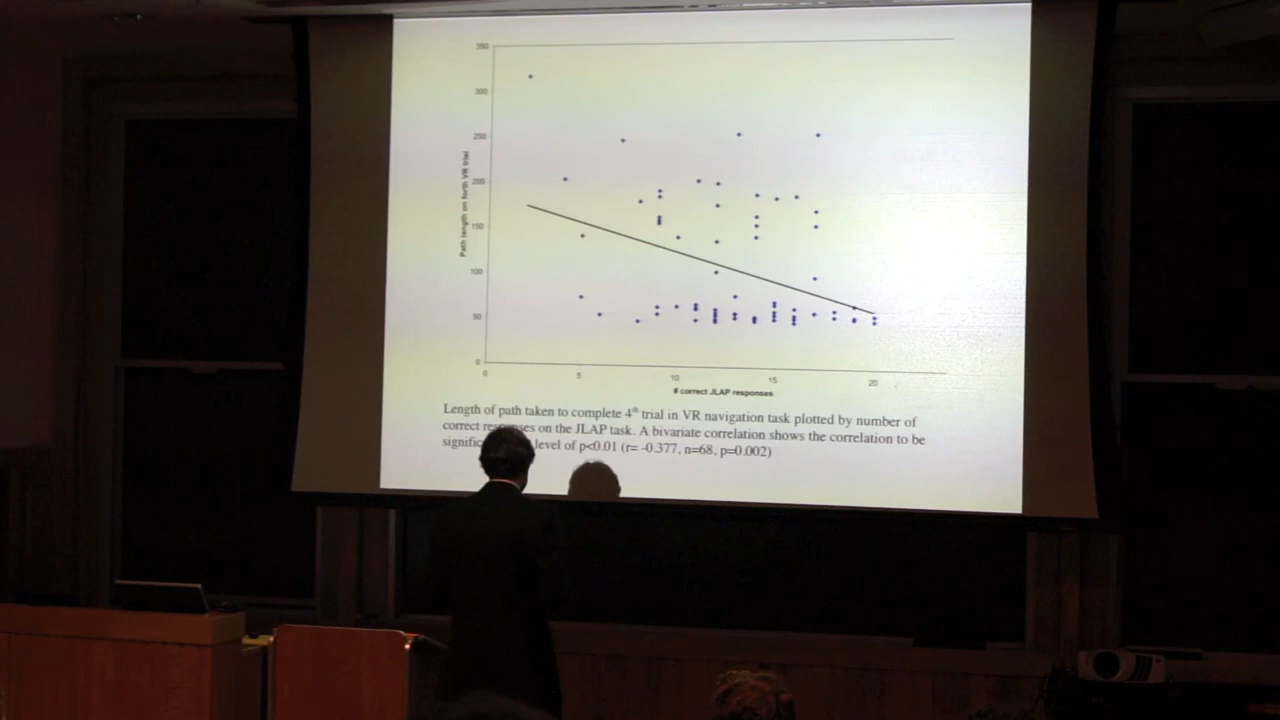 350
300
250
200
150
100
50
0
Path length on forth VR trial
0 5 10 15 20
# correct JLAP responses
Length of path taken to complete 4th trial in VR navigation task plotted by number of
correct responses on the JLAP task. A bivariate correlation shows the correlation to be
level of p<0.01 (r= -0.377, n=68, p=0.002)